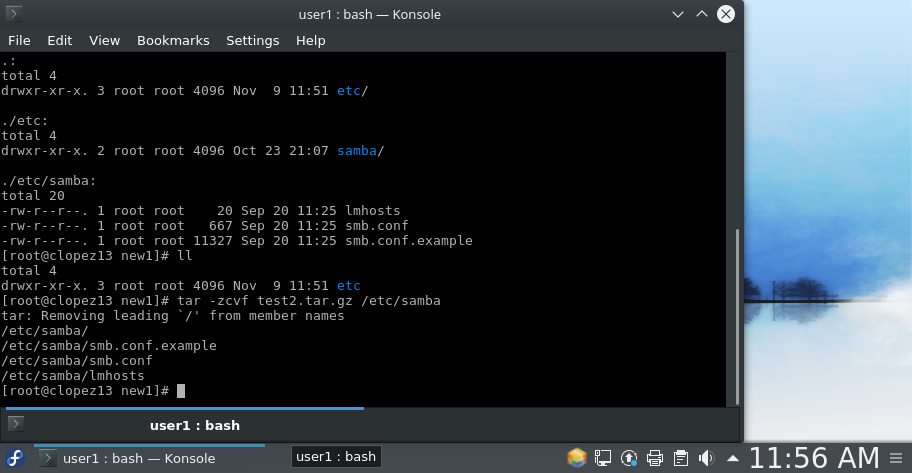 user1 : bash — Konsole
File Edit View Bookmarks Settings Help
.:
total 4
drwxr-xr-x. 3 root root 4096 Nov  9 11:51 etc/
./etc:
total 4
drwxr-xr-x. 2 root root 4096 Oct 23 21:07 samba/
./etc/samba:
total 20
-rw-r--r--. 1 root root    20 Sep 20 11:25 lmhosts
-rw-r--r--. 1 root root   667 Sep 20 11:25 smb.conf
-rw-r--r--. 1 root root 11327 Sep 20 11:25 smb.conf.example
[root@clopez13 new1]# ll
total 4
drwxr-xr-x. 3 root root 4096 Nov  9 11:51 etc
[root@clopez13 new1]# tar -zcvf test2.tar.gz /etc/samba
tar: Removing leading `/' from member names
/etc/samba/
/etc/samba/smb.conf.example
/etc/samba/smb.conf
/etc/samba/lmhosts
[root@clopez13 new1]#
user1 : bash
user1 : bash — Konsole
user1 : bash
11:56 AM